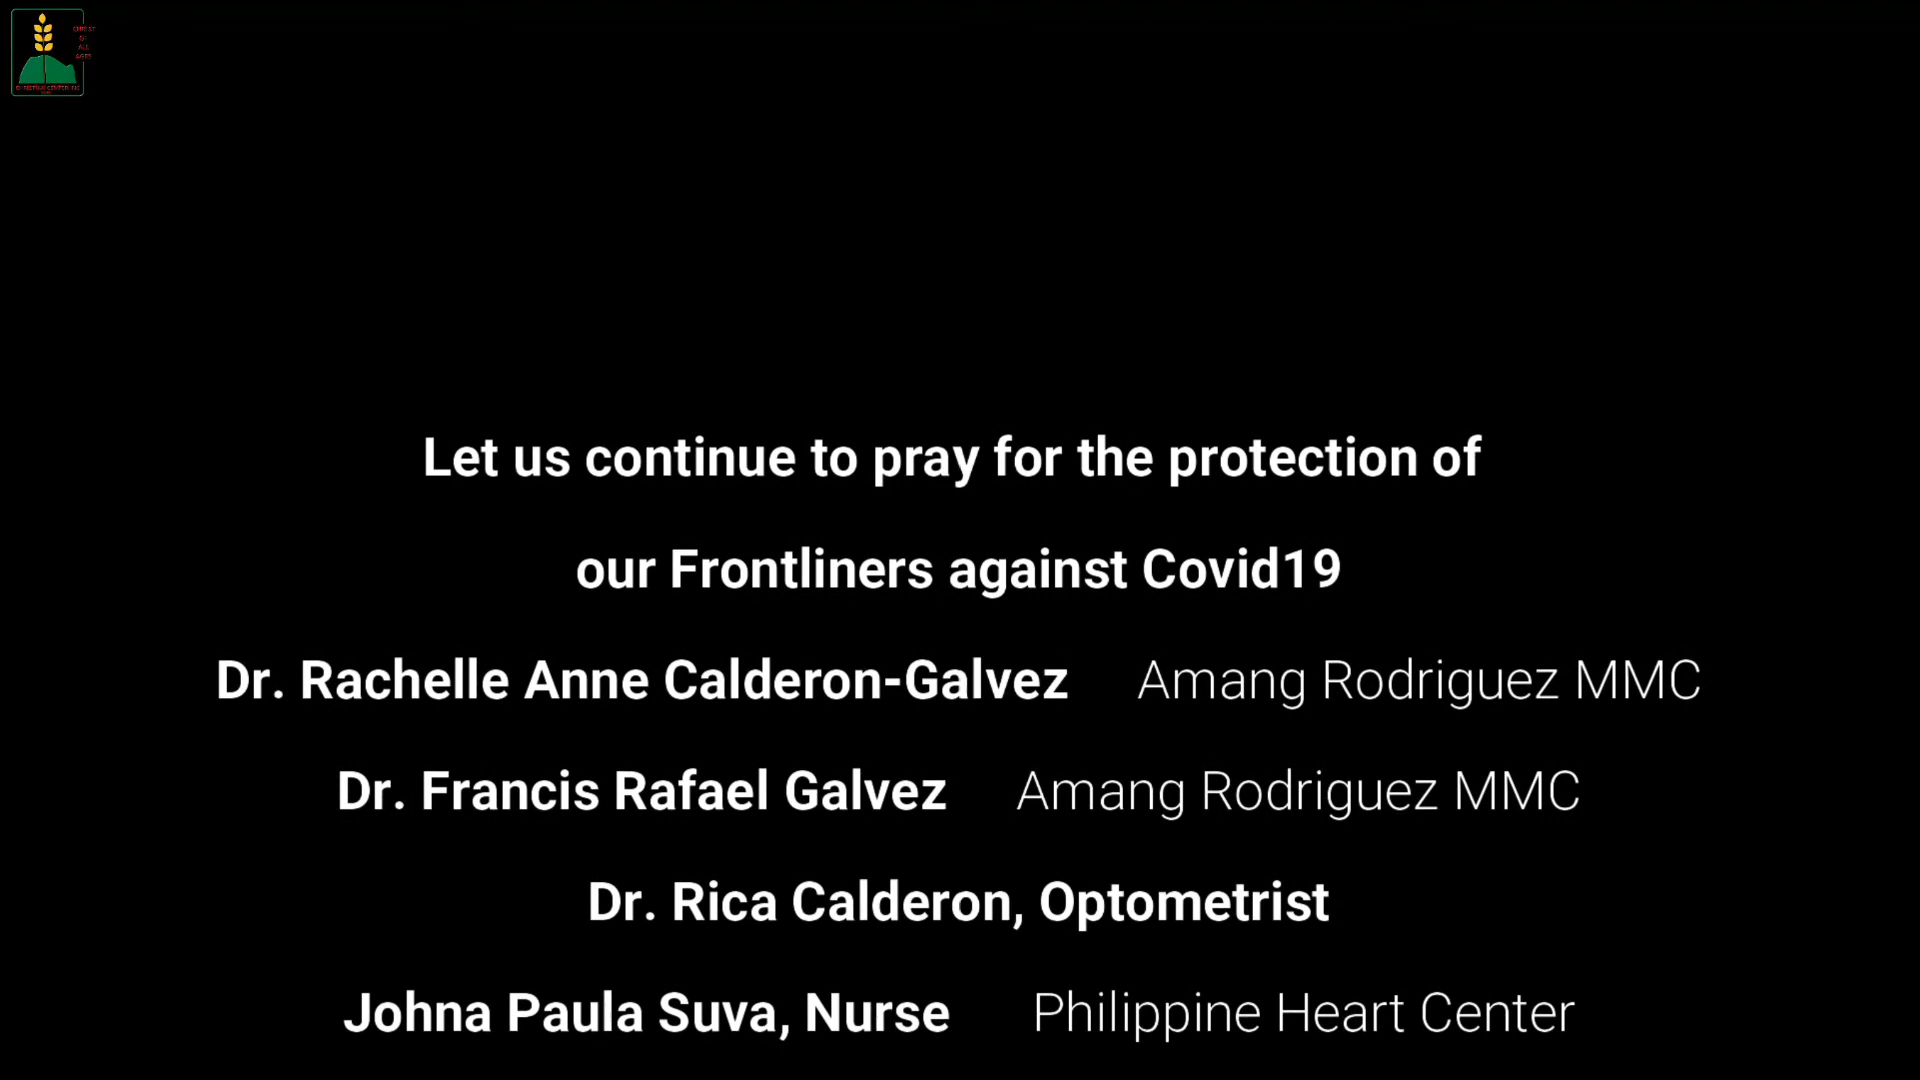 Let us continue to pray for the protection of
our Frontliners against Covid19
Dr. Rachelle Anne Calderon-Galvez Amang Rodriguez MMC
Dr. Francis Rafael Galvez Amang Rodriguez MMC
Dr. Rica Calderon, Optometrist
Johna Paula Suva, Nurse Philippine Heart Center